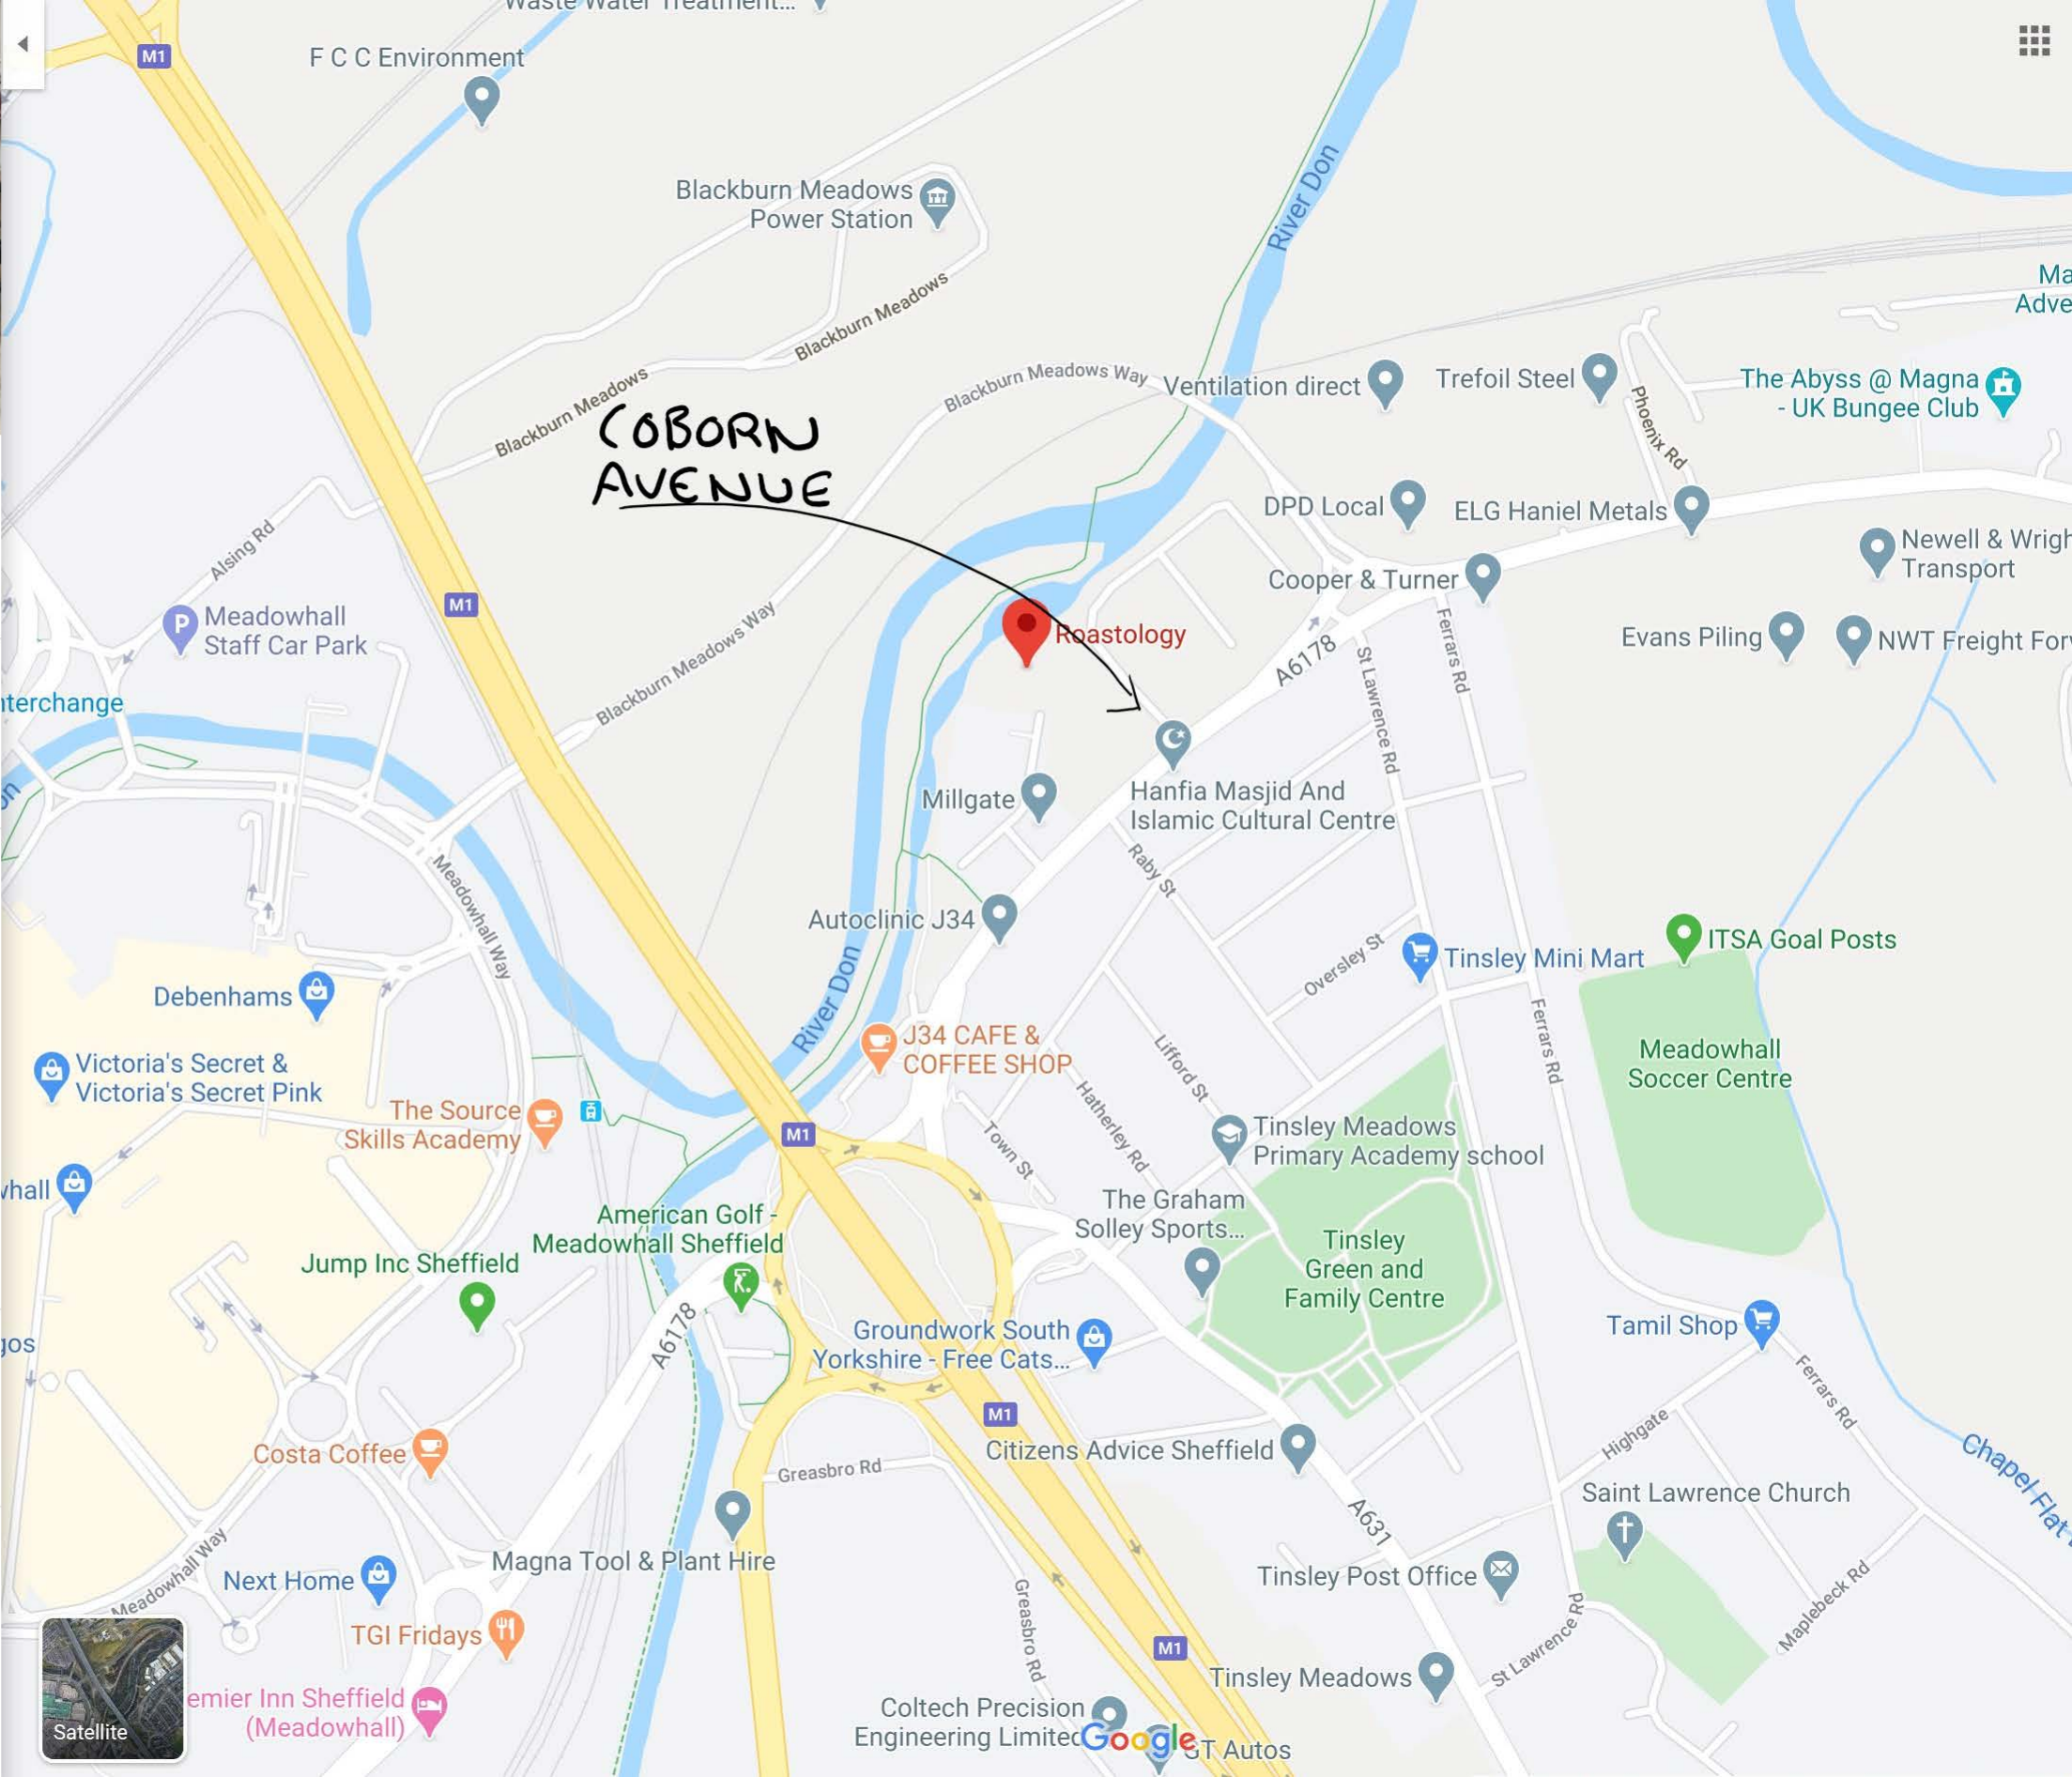 Waste Water Treatment...
M1
F C C Environment
Blackburn Meadows
Power Station
River Don
Ma
Adve
Blackburn Meadows
Blackburn Meadows
Blackburn Meadows Way
Ventilation direct
Trefoil Steel
The Abyss @ Magna
- UK Bungee Club
Phoenix Rd
COBORN
AVENUE
DPD Local
ELG Haniel Metals
Newell & Wrigh
Transport
Alsing Rd
Cooper & Turner
M1
Meadowhall
Staff Car Park
P
Roastology
A6178
Ferrars Rd
St Lawrence Rd
Evans Piling
NWT Freight For
nterchange
Blackburn Meadows Way
Millgate
Hanfia Masjid And
Islamic Cultural Centre
Raby St
Meadowhall Way
Autoclinic J34
Oversley St
Tinsley Mini Mart
ITSA Goal Posts
Debenhams
River Don
J34 CAFE &
COFFEE SHOP
Ferrars Rd
Meadowhall
Soccer Centre
Victoria's Secret &
Victoria's Secret Pink
Lifford St
Hatherley Rd
The Source
Skills Academy
M1
Town St
Tinsley Meadows
Primary Academy school
hall
The Graham
Solley Sports...
American Golf -
Meadowhall Sheffield
Tinsley
Green and
Family Centre
Jump Inc Sheffield
A6178
Groundwork South
Yorkshire - Free Cats...
Tamil Shop
gos
Ferrars Rd
M1
Highgate
Costa Coffee
Citizens Advice Sheffield
Greasbro Rd
Chapel Flat
Saint Lawrence Church
A631
Magna Tool & Plant Hire
Meadowhall Way
Next Home
Tinsley Post Office
Greasbro Rd
Maplebeck Rd
TGI Fridays
M1
St Lawrence Rd
Tinsley Meadows
emier Inn Sheffield
(Meadowhall)
Satellite
Coltech Precision
Engineering Limited
Google
GT Autos